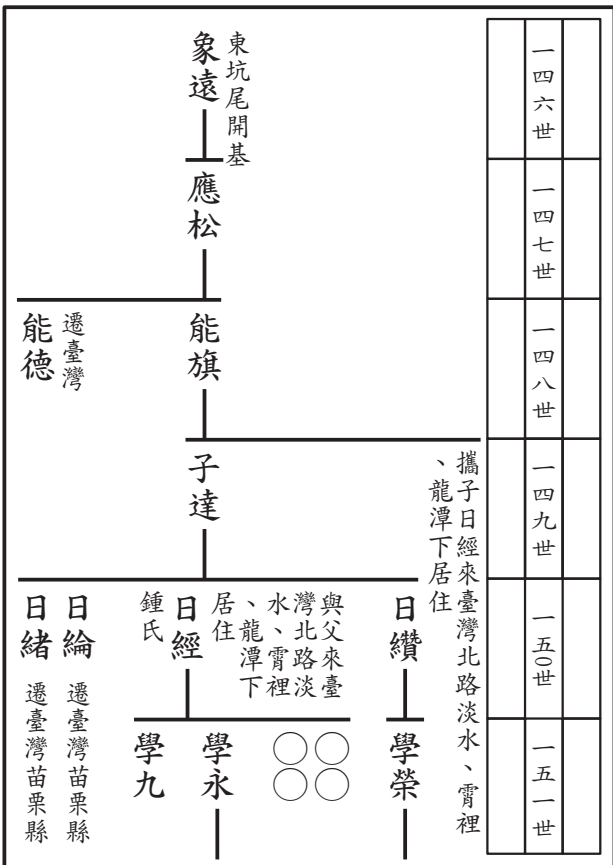 一四六世
一四七世
一四八世
一四九世
一五〇世
一五一世
東坑尾開基
象遠
應松
能旗
遷臺灣
能德
攜子日經來臺灣北路淡水、霄裡
、龍潭下居住
子達
日纘
與父來臺
灣北路淡
水、霄裡
、龍潭下
居住
日經
鍾氏
日綸 遷臺灣苗栗縣
日緒 遷臺灣苗栗縣
學榮
○○
○○
學永
學九